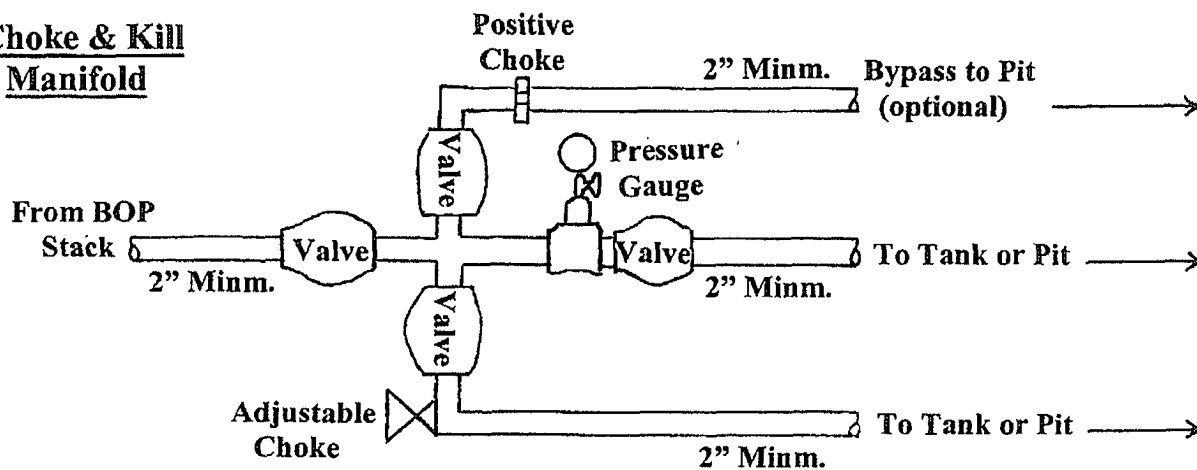 Choke & Kill
Manifold
Positive
Choke
2" Minm.
Bypass to Pit
(optional)
Valve
Pressure
Gauge
From BOP
Stack
Valve
Valve
To Tank or Pit
2" Minm.
2" Minm.
Valve
Adjustable
Choke
To Tank or Pit
2" Minm.